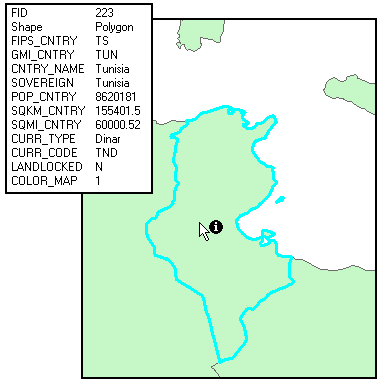 FID 223
Shape Polygon
FIPS_CNTRY TS
GMI_CNTRY TUN
CNTRY_NAME Tunisia
SOVEREIGN Tunisia
POP_CNTRY 8620181
SQKM_CNTRY 155401.5
SQMI_CNTRY 60000.52
CURR_TYPE Dinar
CURR_CODE TND
LANDLOCKED N
COLOR_MAP 1